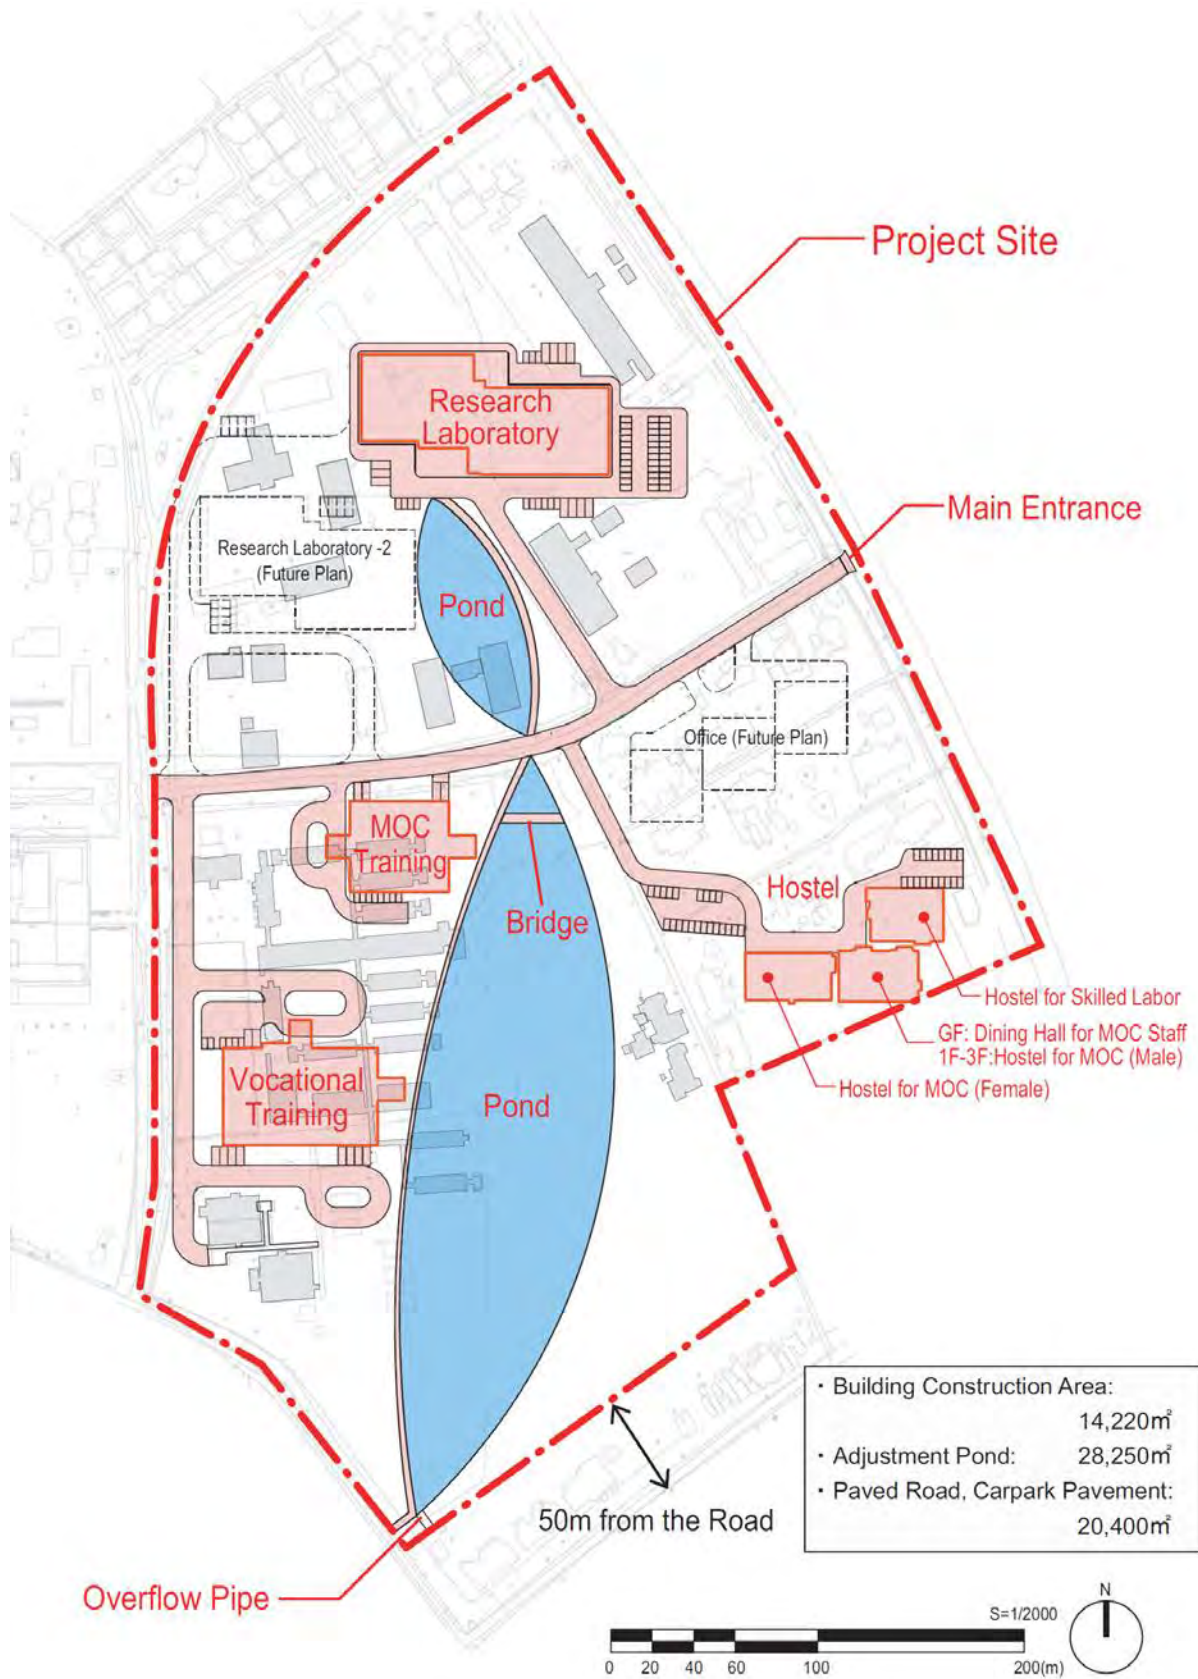 Project Site
Research
Laboratory
Main Entrance
Research Laboratory -2
(Future Plan)
Pond
Office (Future Plan)
MOC
Training
Bridge
Hostel
Hostel for Skilled Labor
GF: Dining Hall for MOC Staff
1F-3F:Hostel for MOC (Male)
Hostel for MOC (Female)
Vocational
Training
Pond
・Building Construction Area:
14,220㎡
・Adjustment Pond: 28,250㎡
・Paved Road, Carpark Pavement:
20,400㎡
50m from the Road
Overflow Pipe
S=1/2000
N
0 20 40 60 100 200(m)